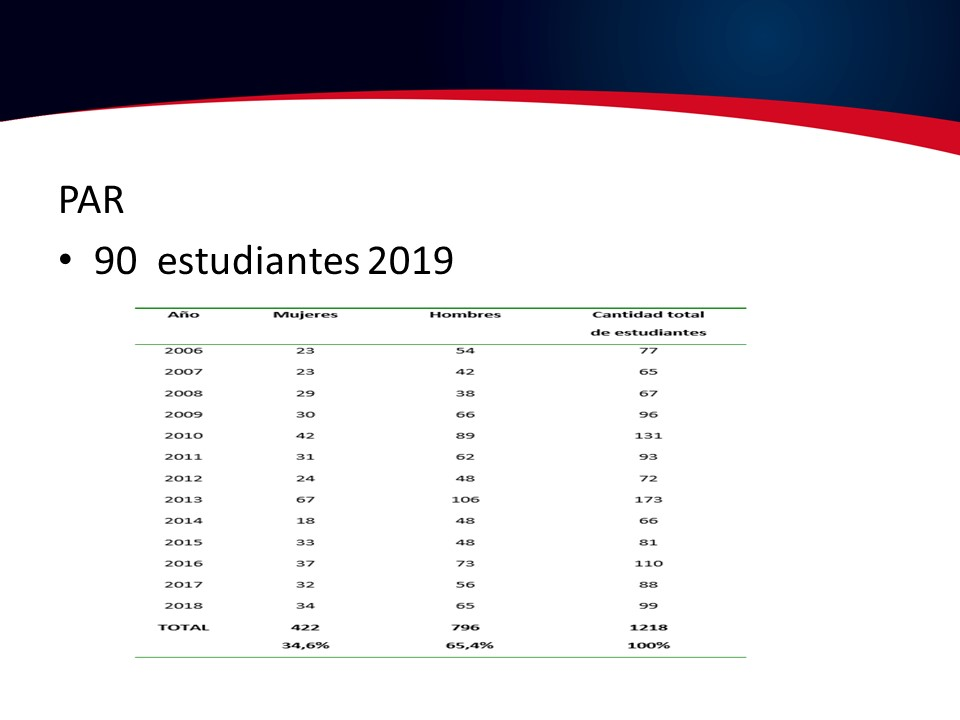 PAR
• 90  estudiantes 2019
Año Mujeres Hombres Cantidad total
de estudiantes
2006 23 54 77
2007 23 42 65
2008 29 38 67
2009 30 66 96
2010 42 89 131
2011 31 62 93
2012 24 48 72
2013 67 106 173
2014 18 48 66
2015 33 48 81
2016 37 73 110
2017 32 56 88
2018 34 65 99
TOTAL 422 796 1218
34,6% 65,4% 100%